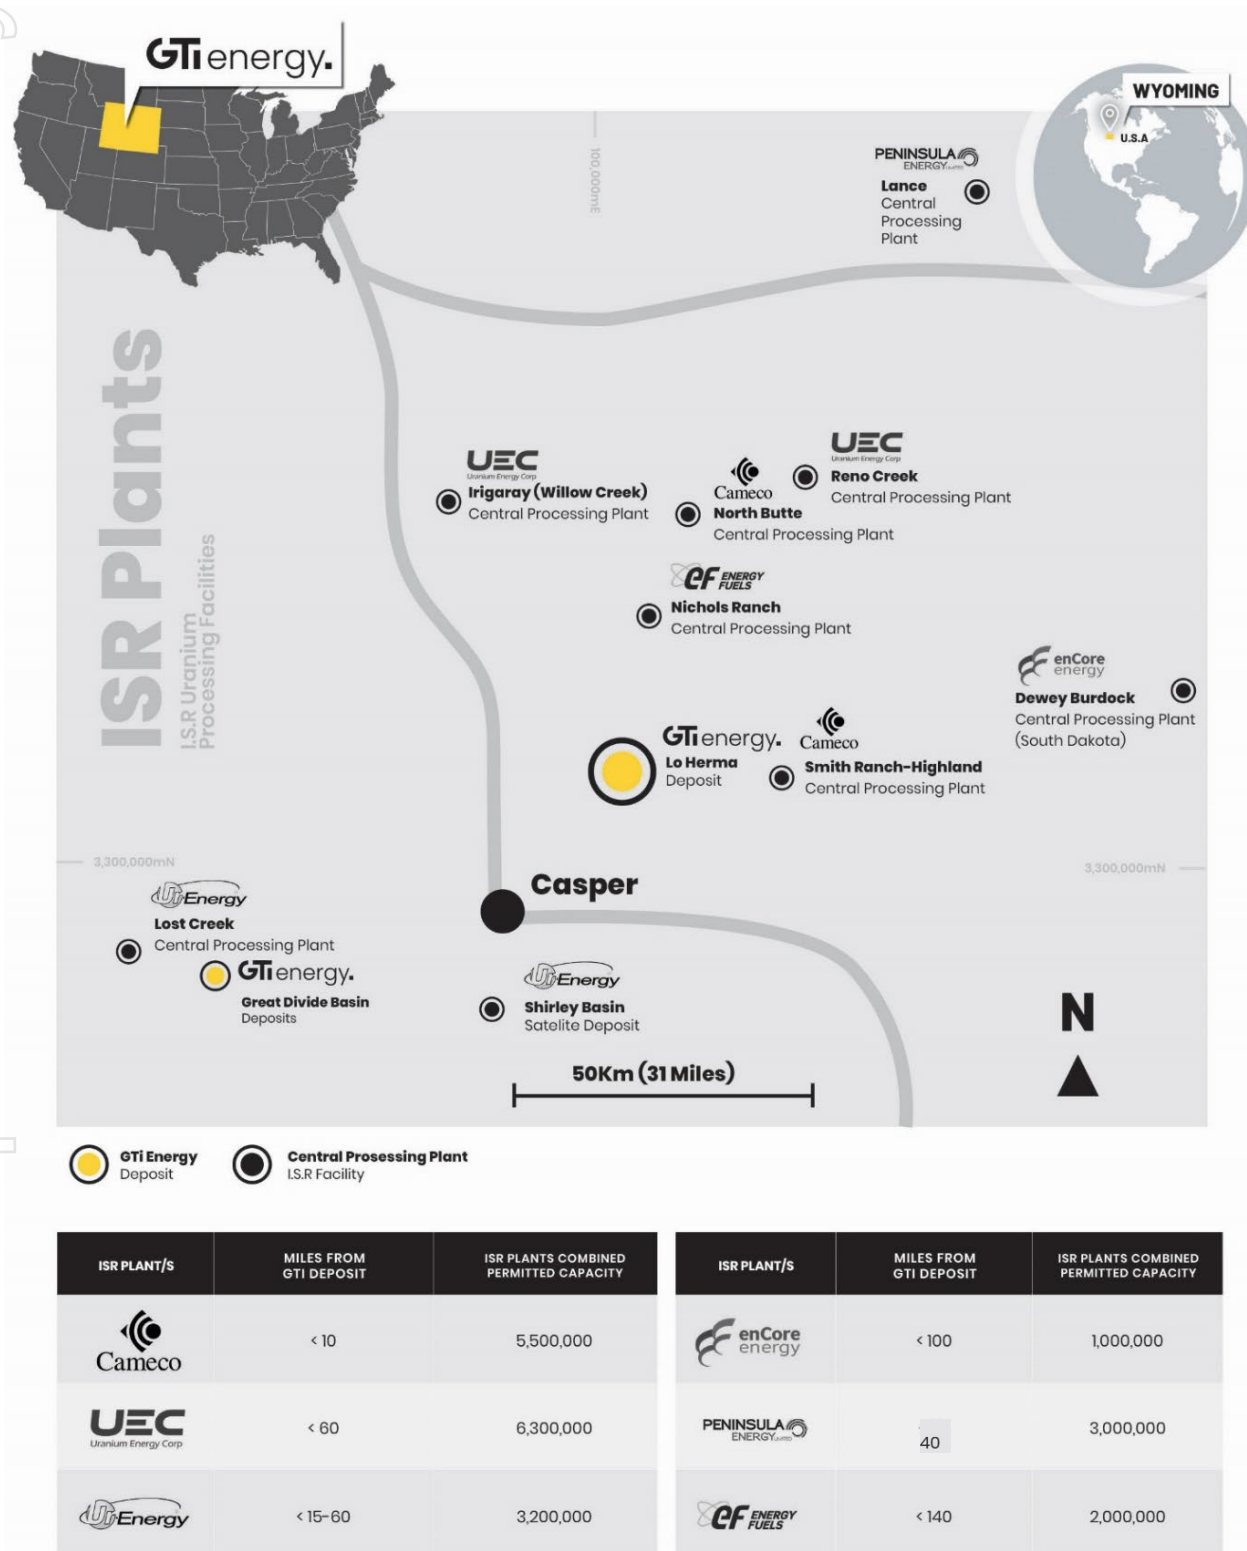 GTi energy.
WYOMING
U.S.A
100,000mE
PENINSULA
ENERGY LIMITED
Lance
Central
Processing
Plant
ISR Plants
I.S.R Uranium
Processing Facilities
UEC
Uranium Energy Corp
Irigaray (Willow Creek)
Central Processing Plant
Cameco
North Butte
Central Processing Plant
UEC
Uranium Energy Corp
Reno Creek
Central Processing Plant
eF ENERGY
FUELS
Nichols Ranch
Central Processing Plant
enCore
energy
Dewey Burdock
Central Processing Plant
(South Dakota)
GTi energy.
Lo Herma
Deposit
Cameco
Smith Ranch-Highland
Central Processing Plant
3,300,000mN
3,300,000mN
Casper
Ur Energy
Lost Creek
Central Processing Plant
GTi energy.
Great Divide Basin
Deposits
Ur Energy
Shirley Basin
Satelite Deposit
N
50Km (31 Miles)
GTi Energy
Deposit
Central Prosessing Plant
I.S.R Facility
ISR PLANT/S
MILES FROM
GTI DEPOSIT
ISR PLANTS COMBINED
PERMITTED CAPACITY
Cameco
< 10
5,500,000
UEC
Uranium Energy Corp
< 60
6,300,000
Ur Energy
< 15-60
3,200,000
ISR PLANT/S
MILES FROM
GTI DEPOSIT
ISR PLANTS COMBINED
PERMITTED CAPACITY
enCore
energy
< 100
1,000,000
PENINSULA
ENERGY LIMITED
40
3,000,000
eF ENERGY
FUELS
< 140
2,000,000